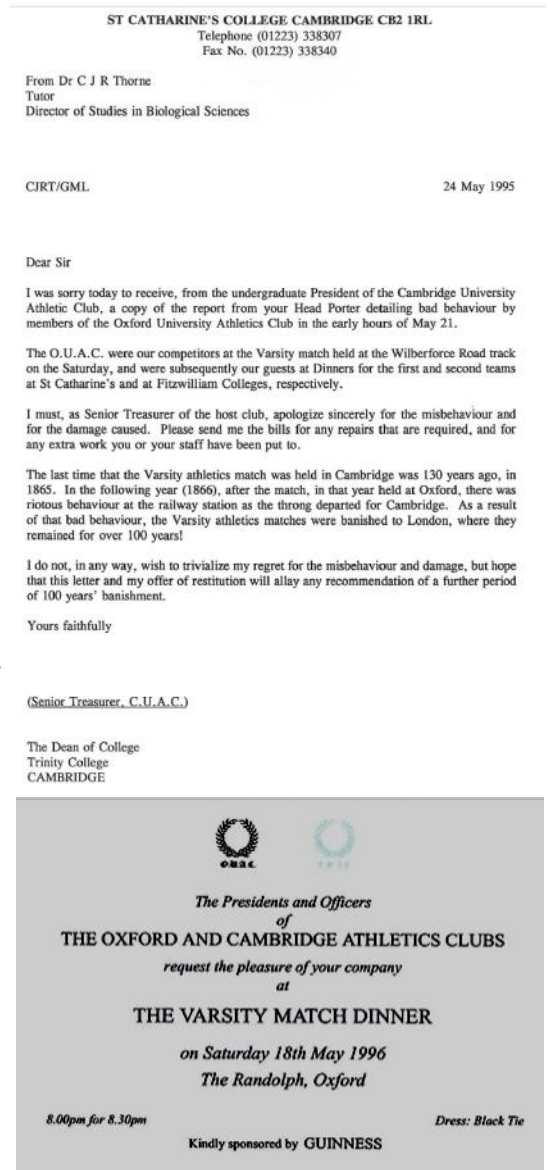 ST CATHARINE'S COLLEGE CAMBRIDGE CB2 1RL
Telephone (01223) 338307
Fax No. (01223) 338340
From Dr C J R Thorne
Tutor
Director of Studies in Biological Sciences
CJRT/GML 24 May 1995
Dear Sir
I was sorry today to receive, from the undergraduate President of the Cambridge University
Athletic Club, a copy of the report from your Head Porter detailing bad behaviour by
members of the Oxford University Athletics Club in the early hours of May 21.
The O.U.A.C. were our competitors at the Varsity match held at the Wilberforce Road track
on the Saturday, and were subsequently our guests at Dinners for the first and second teams
at St Catharine's and at Fitzwilliam Colleges, respectively.
I must, as Senior Treasurer of the host club, apologize sincerely for the misbehaviour and
for the damage caused. Please send me the bills for any repairs that are required, and for
any extra work you or your staff have been put to.
The last time that the Varsity athletics match was held in Cambridge was 130 years ago, in
1865. In the following year (1866), after the match, in that year held at Oxford, there was
riotous behaviour at the railway station as the throng departed for Cambridge. As a result
of that bad behaviour, the Varsity athletics matches were banished to London, where they
remained for over 100 years!
I do not, in any way, wish to trivialize my regret for the misbehaviour and damage, but hope
that this letter and my offer of restitution will allay any recommendation of a further period
of 100 years' banishment.
Yours faithfully
(Senior Treasurer, C.U.A.C.)
The Dean of College
Trinity College
CAMBRIDGE
O.U.A.C.
The Presidents and Officers
of
THE OXFORD AND CAMBRIDGE ATHLETICS CLUBS
request the pleasure of your company
at
THE VARSITY MATCH DINNER
on Saturday 18th May 1996
The Randolph, Oxford
8.00pm for 8.30pm Dress: Black Tie
Kindly sponsored by GUINNESS